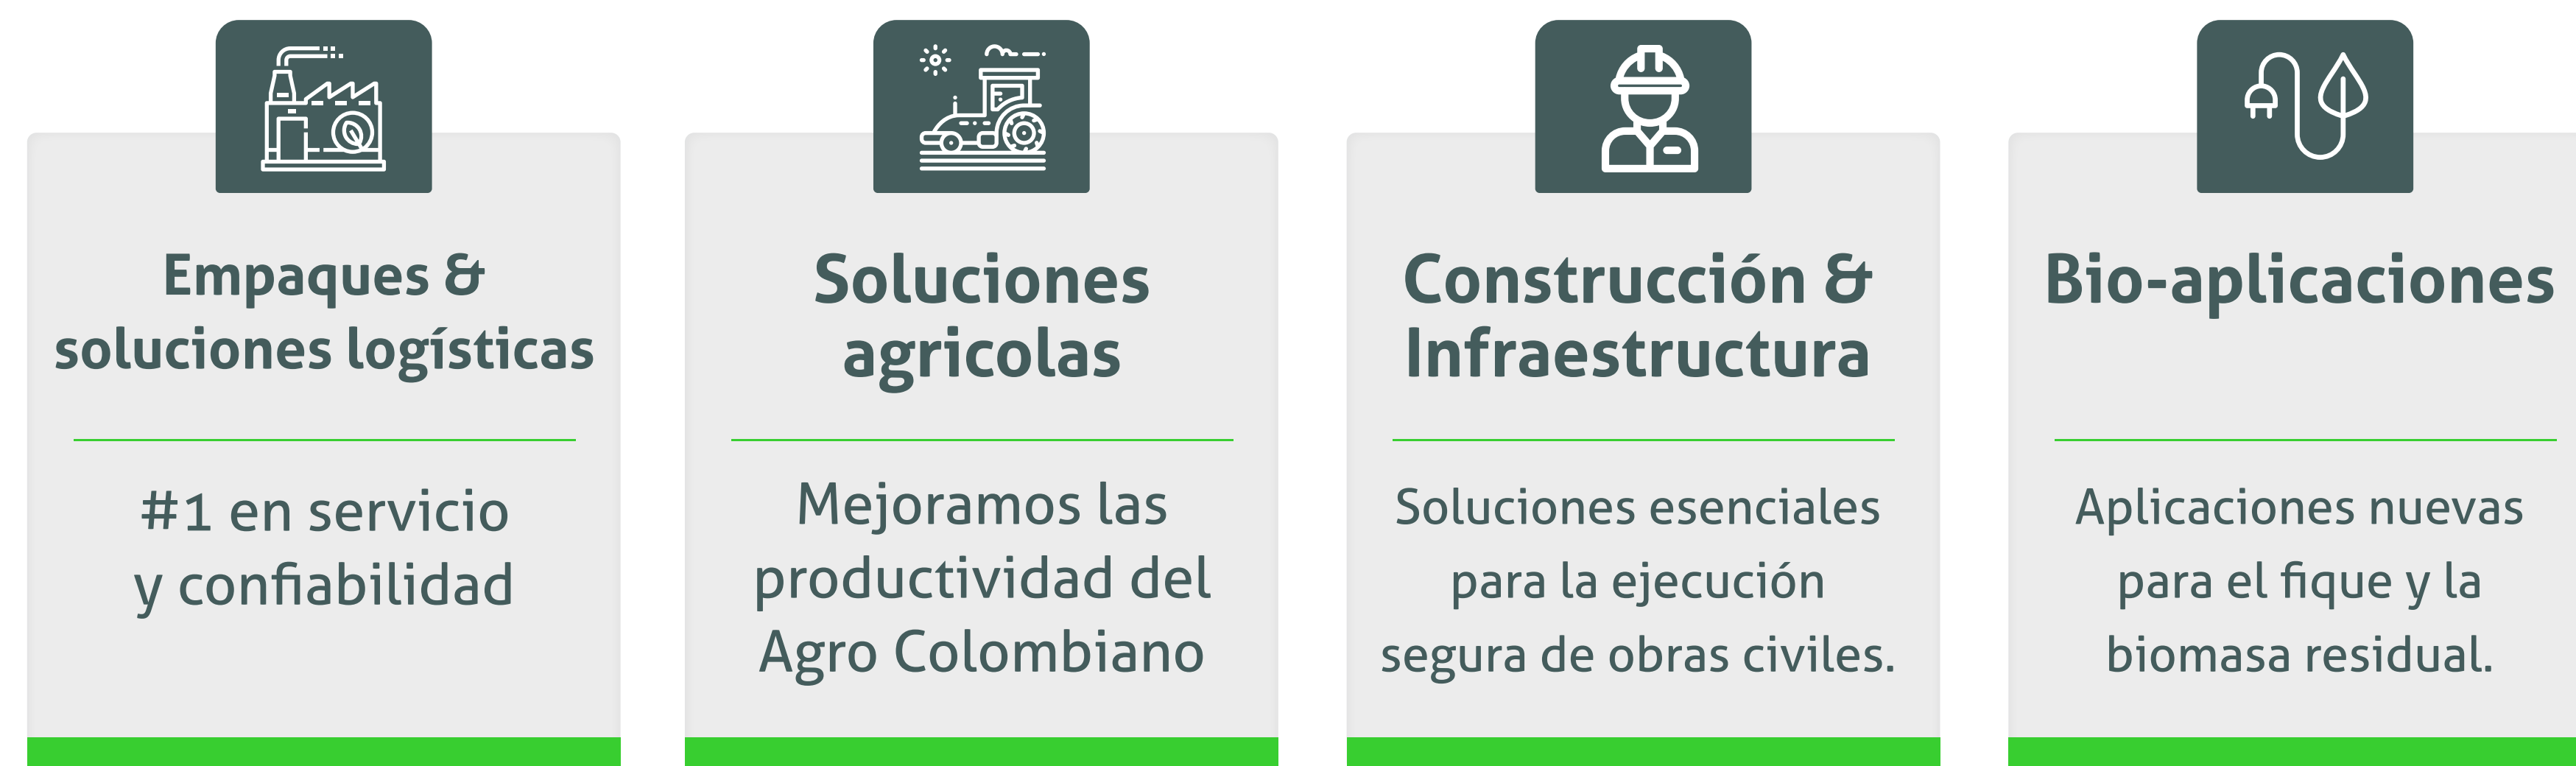 Empaques &
soluciones logísticas
#1 en servicio
y confiabilidad
Soluciones
agricolas
Mejoramos las
productividad del
Agro Colombiano
Construcción &
Infraestructura
Soluciones esenciales
para la ejecución
segura de obras civiles.
Bio-aplicaciones
Aplicaciones nuevas
para el fique y la
biomasa residual.